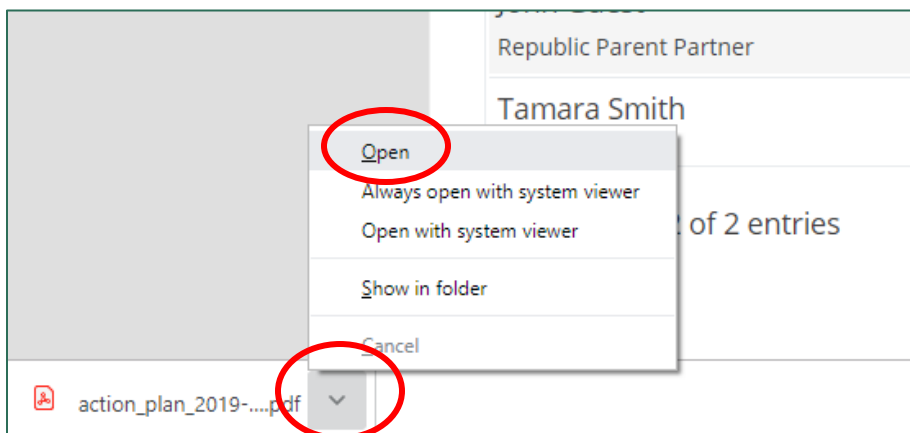 Republic Parent Partner
Tamara Smith
Open
Always open with system viewer
Open with system viewer
of 2 entries
Show in folder
Cancel
action_plan_2019-....pdf